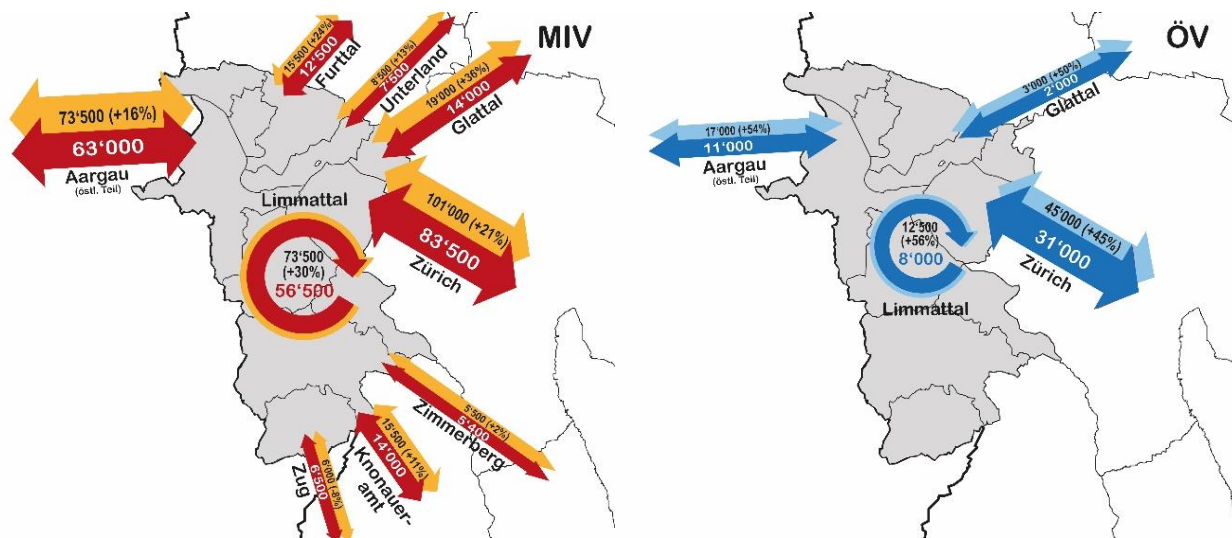 MIV
15'500 (+24%)
12'500
Furttal
8'500 (+13%)
7'500
Unterland
19'000 (+36%)
14'000
Glattal
73'500 (+16%)
63'000
Aargau
(östl. Teil)
Limmattal
73'500
(+30%)
56'500
101'000 (+21%)
83'500
Zürich
5'500 (+2%)
5'400
Zimmerberg
15'500 (+11%)
14'000
Knonauer-
amt
6'000 (-8%)
6'500
Zug
ÖV
3'000 (+50%)
2'000
Glattal
17'000 (+54%)
11'000
Aargau
(östl. Teil)
12'500
(+56%)
8'000
Limmattal
45'000 (+45%)
31'000
Zürich